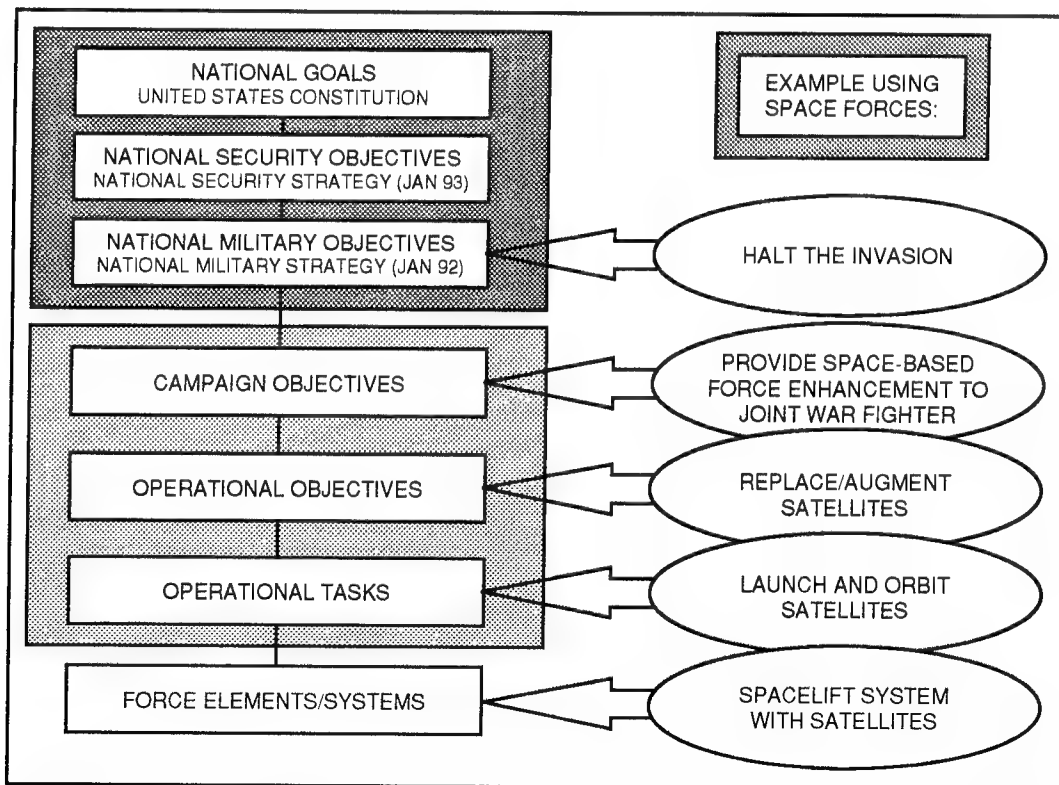 NATIONAL GOALS
UNITED STATES CONSTITUTION
NATIONAL SECURITY OBJECTIVES
NATIONAL SECURITY STRATEGY (JAN 93)
NATIONAL MILITARY OBJECTIVES
NATIONAL MILITARY STRATEGY (JAN 92)
CAMPAIGN OBJECTIVES
OPERATIONAL OBJECTIVES
OPERATIONAL TASKS
FORCE ELEMENTS/SYSTEMS
EXAMPLE USING
SPACE FORCES:
HALT THE INVASION
PROVIDE SPACE-BASED
FORCE ENHANCEMENT TO
JOINT WAR FIGHTER
REPLACE/AUGMENT
SATELLITES
LAUNCH AND ORBIT
SATELLITES
SPACELIFT SYSTEM
WITH SATELLITES